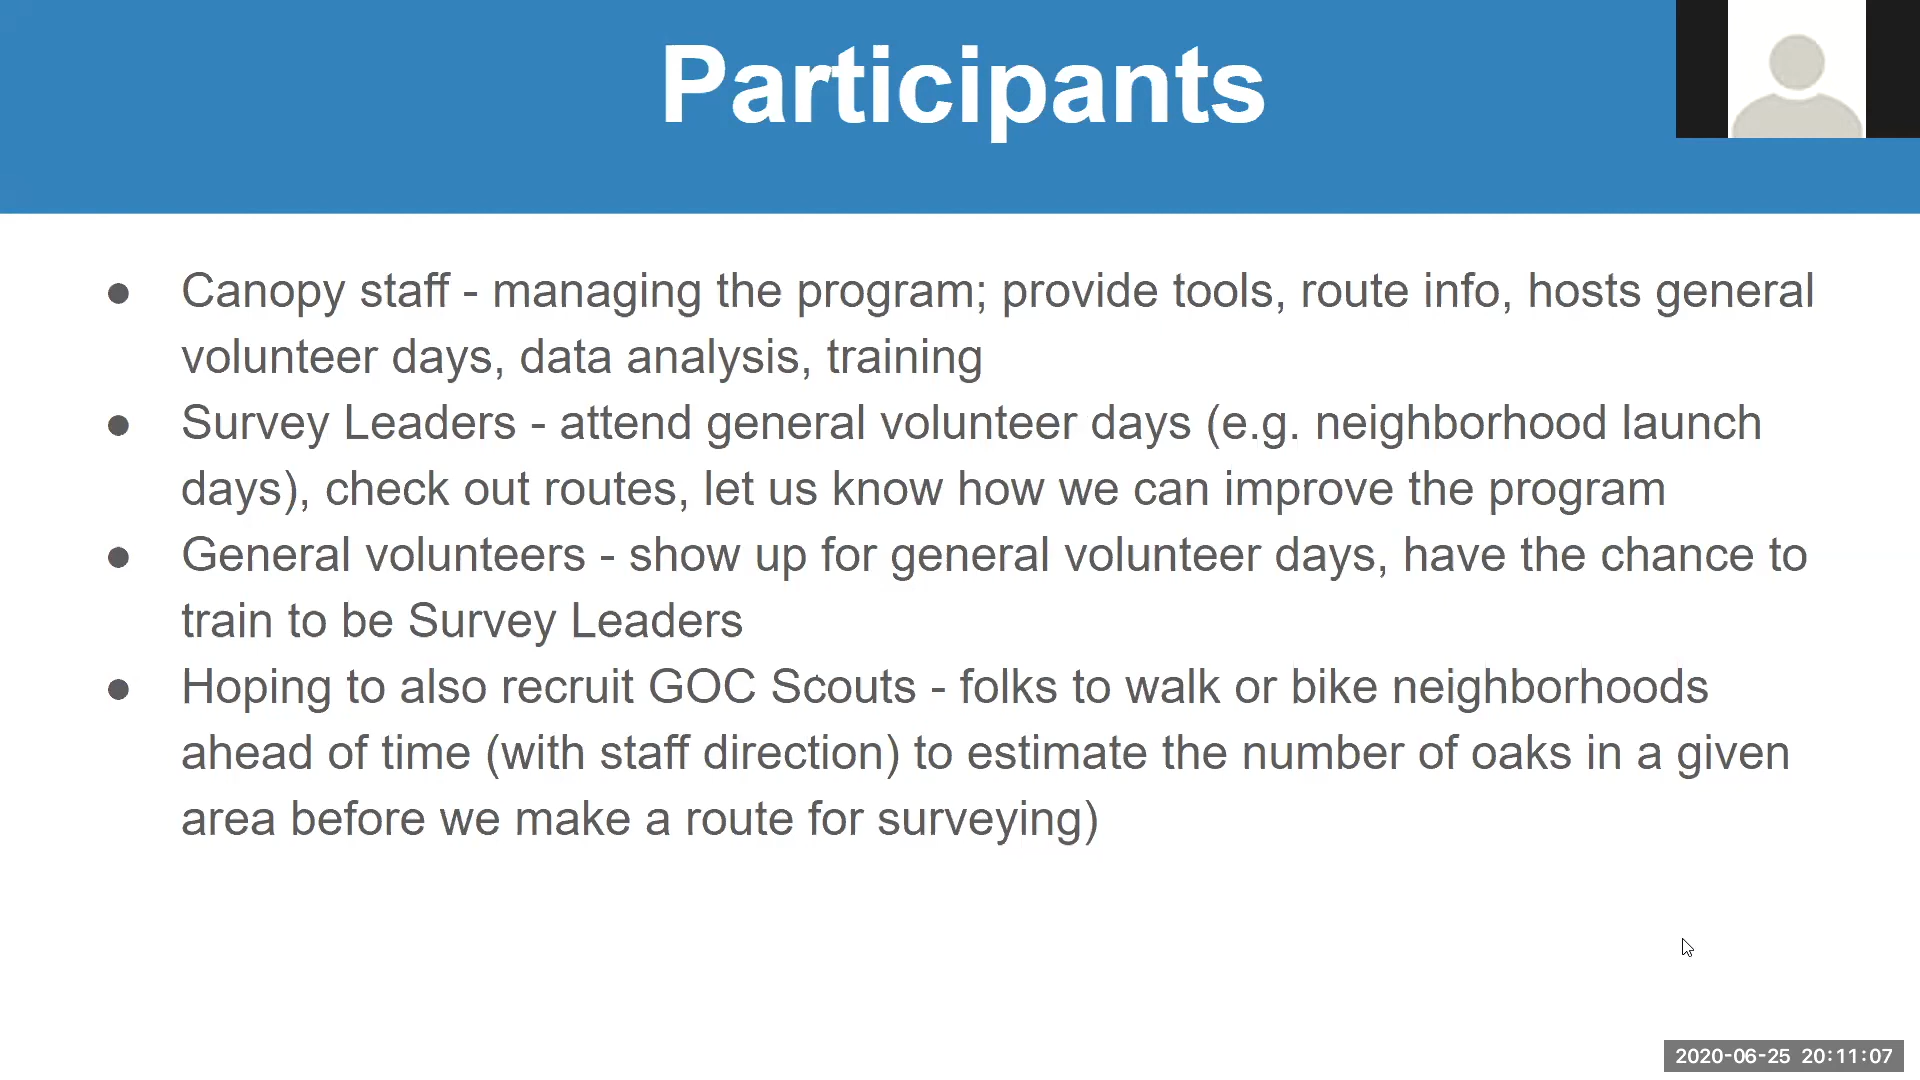 Participants
● Canopy staff - managing the program; provide tools, route info, hosts general
volunteer days, data analysis, training
● Survey Leaders - attend general volunteer days (e.g. neighborhood launch
days), check out routes, let us know how we can improve the program
● General volunteers - show up for general volunteer days, have the chance to
train to be Survey Leaders
● Hoping to also recruit GOC Scouts - folks to walk or bike neighborhoods
ahead of time (with staff direction) to estimate the number of oaks in a given
area before we make a route for surveying)
2020-06-25 20:11:07